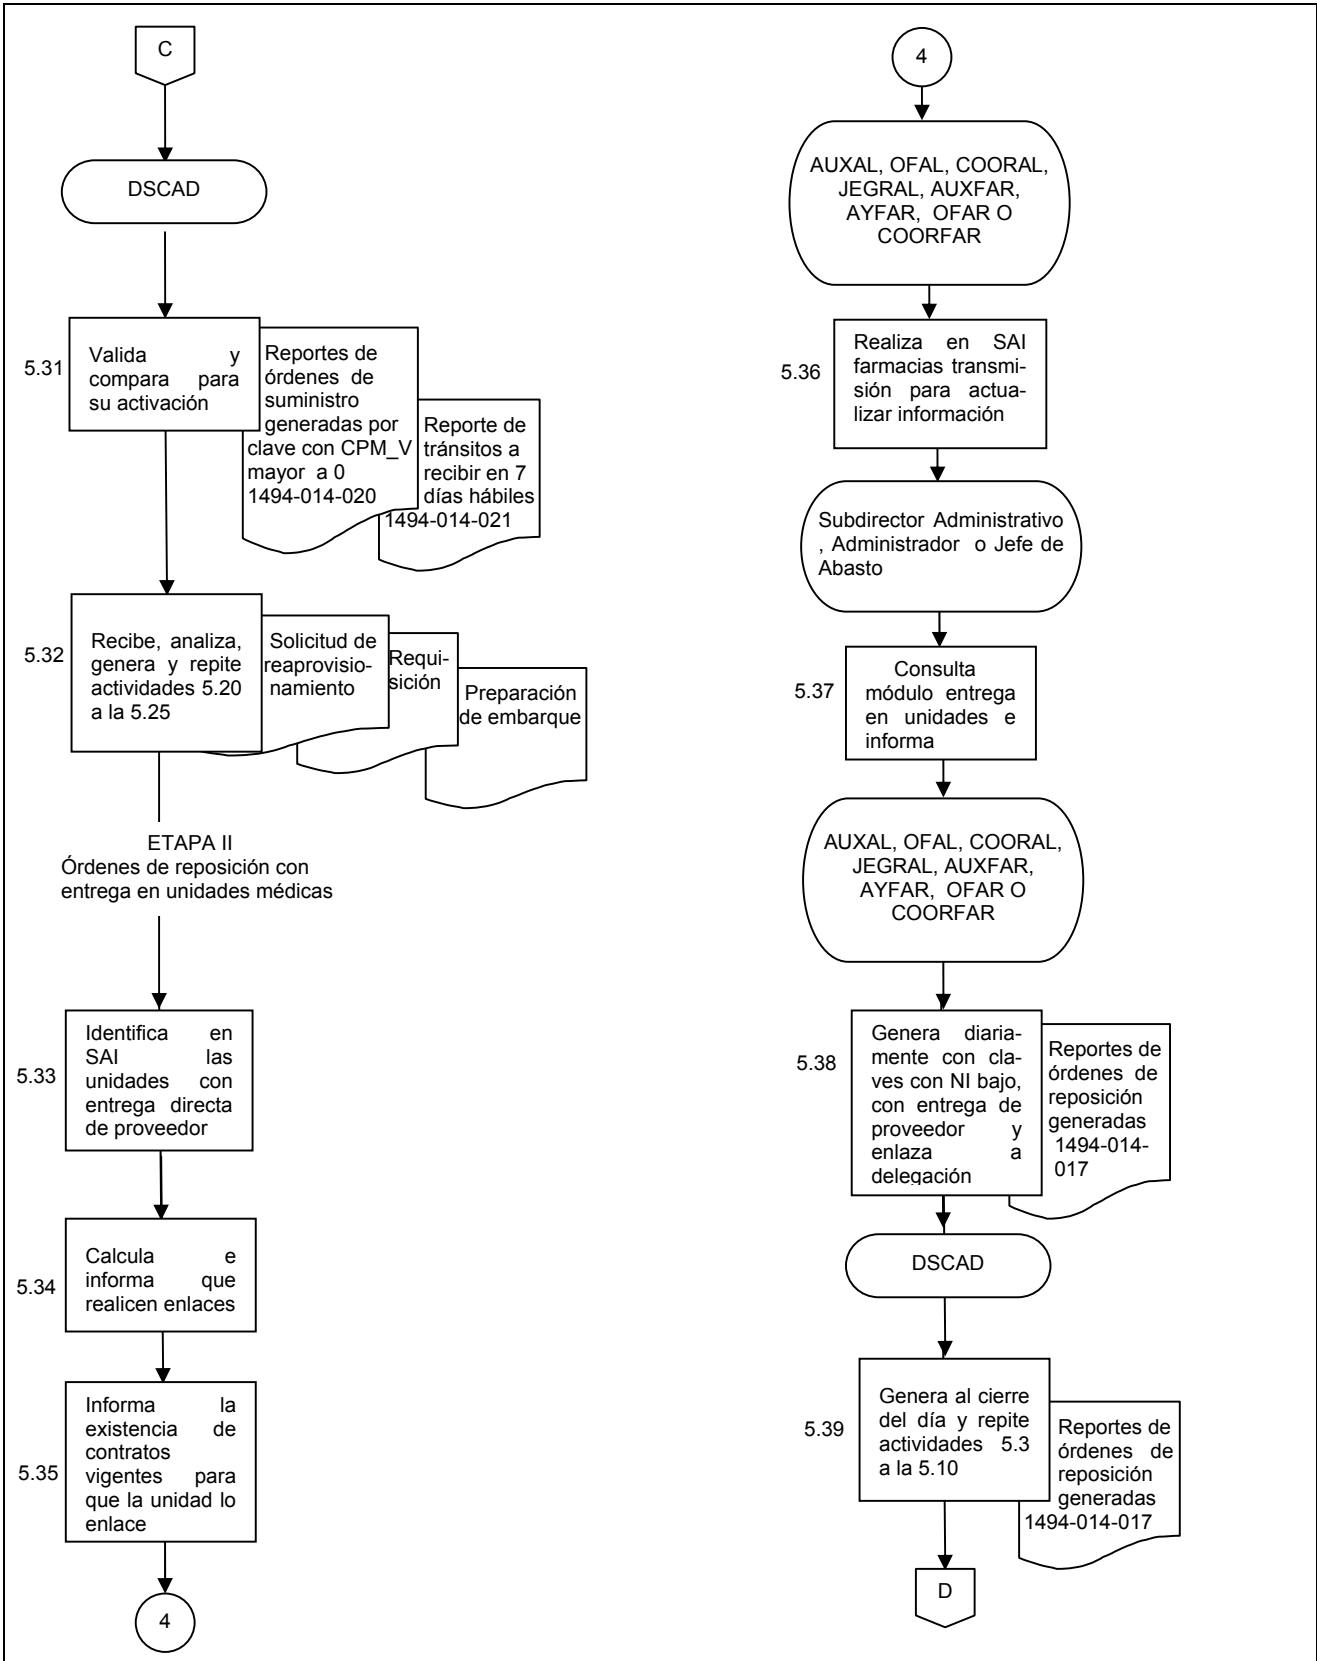 C
DSCAD
5.31
Valida y
compara para
su activación
Reportes de
órdenes de
suministro
generadas por
clave con CPM_V
mayor a 0
1494-014-020
Reporte de
tránsitos a
recibir en 7
días hábiles
1494-014-021
5.32
Recibe, analiza,
genera y repite
actividades 5.20
a la 5.25
Solicitud de
reaprovisio-
namiento
Requi-
sición
Preparación
de embarque
ETAPA II
Órdenes de reposición con
entrega en unidades médicas
5.33
Identifica en
SAI las
unidades con
entrega directa
de proveedor
5.34
Calcula e
informa que
realicen enlaces
5.35
Informa la
existencia de
contratos
vigentes para
que la unidad lo
enlace
4
4
AUXAL, OFAL, COORAL,
JEGRAL, AUXFAR,
AYFAR, OFAR O
COORFAR
5.36
Realiza en SAI
farmacias transmi-
sión para actua-
lizar información
Subdirector Administrativo
, Administrador o Jefe de
Abasto
5.37
Consulta
módulo entrega
en unidades e
informa
AUXAL, OFAL, COORAL,
JEGRAL, AUXFAR,
AYFAR, OFAR O
COORFAR
5.38
Genera diaria-
mente con cla-
ves con NI bajo,
con entrega de
proveedor y
enlaza a
delegación
Reportes de
órdenes de
reposición
generadas
1494-014-
017
DSCAD
5.39
Genera al cierre
del día y repite
actividades 5.3
a la 5.10
Reportes de
órdenes de
reposición
generadas
1494-014-017
D